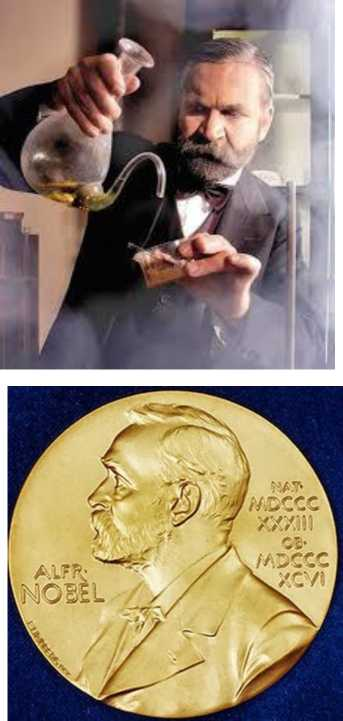 NAT·
MDCCC
XXXIII
OB·
MDCCC
XCVI
ALFR·
NOBEL